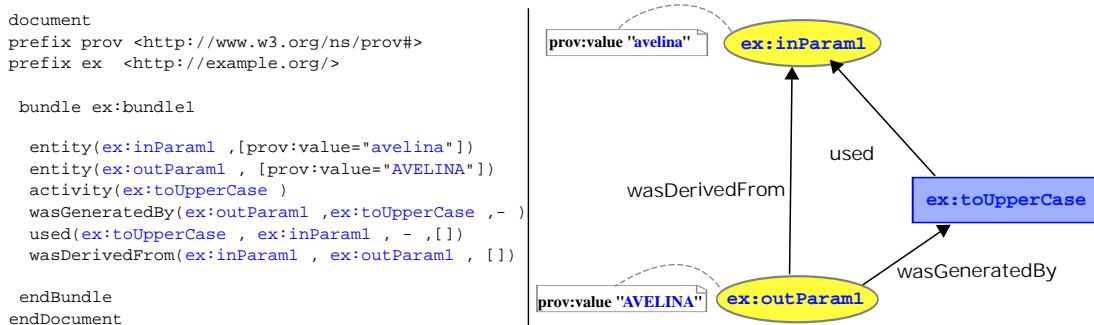 document
prefix prov <http://www.w3.org/ns/prov#>
prefix ex  <http://example.org/>
bundle ex:bundle1
entity(ex:inParam1 ,[prov:value="avelina"])
entity(ex:outParam1 , [prov:value="AVELINA"])
activity(ex:toUpperCase )
wasGeneratedBy(ex:outParam1 ,ex:toUpperCase ,- )
used(ex:toUpperCase , ex:inParam1 , - ,[])
wasDerivedFrom(ex:inParam1 , ex:outParam1 , [])
endBundle
endDocument
prov:value "avelina"
ex:inParam1
used
wasDerivedFrom
ex:toUpperCase
wasGeneratedBy
prov:value "AVELINA"
ex:outParam1